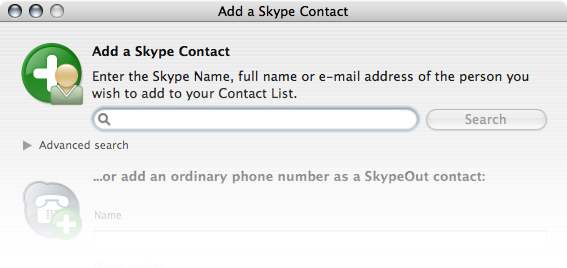 Add a Skype Contact
Add a Skype Contact
Enter the Skype Name, full name or e-mail address of the person you
wish to add to your Contact List.
Search
Advanced search
...or add an ordinary phone number as a SkypeOut contact:
Name